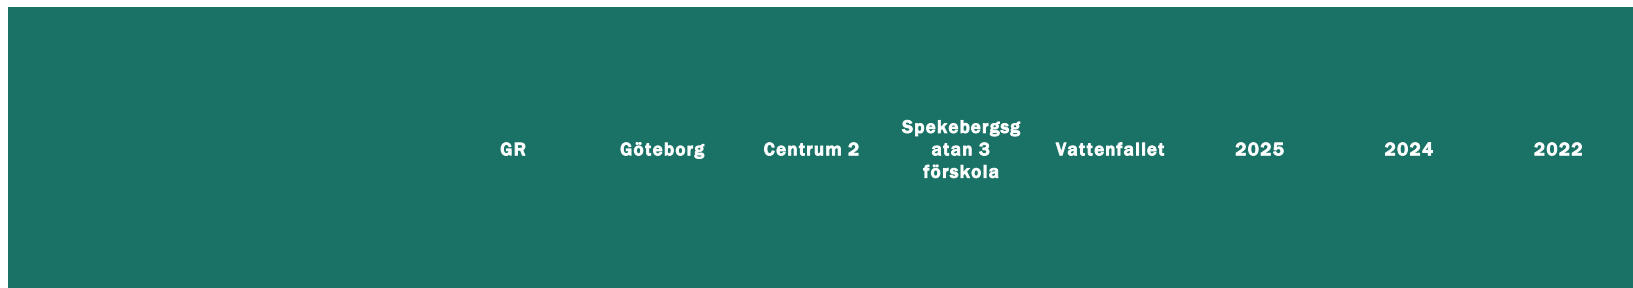 Spekebergsg
GR Göteborg Centrum 2 atan 3 Vattenfallet 2025 2024 2022
förskola